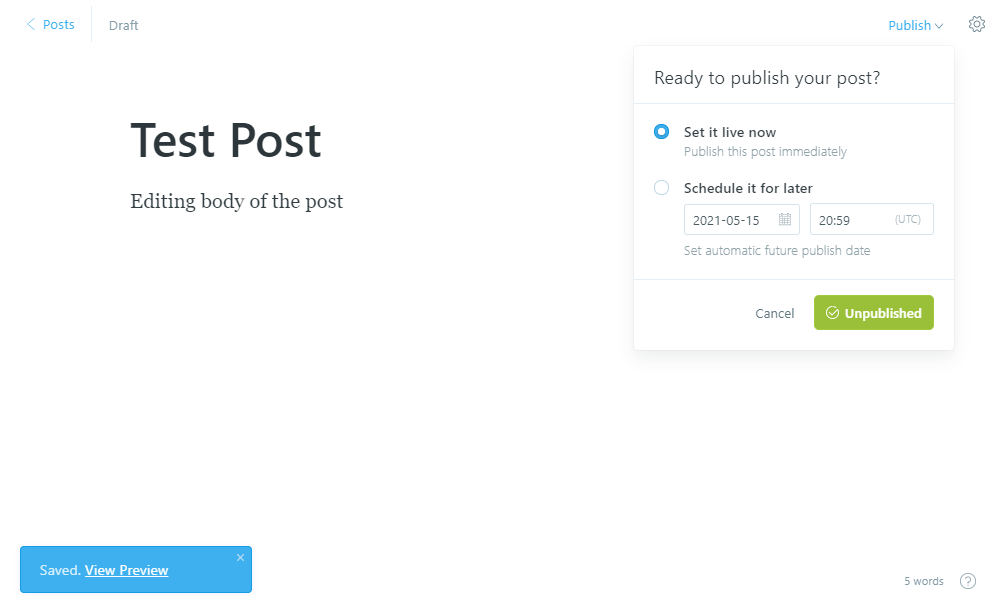 Posts
Draft
Publish
Ready to publish your post?
Set it live now
Publish this post immediately
Schedule it for later
2021-05-15
20:59 (UTC)
Set automatic future publish date
Cancel
Unpublished
Test Post
Editing body of the post
Saved. View Preview
5 words
?